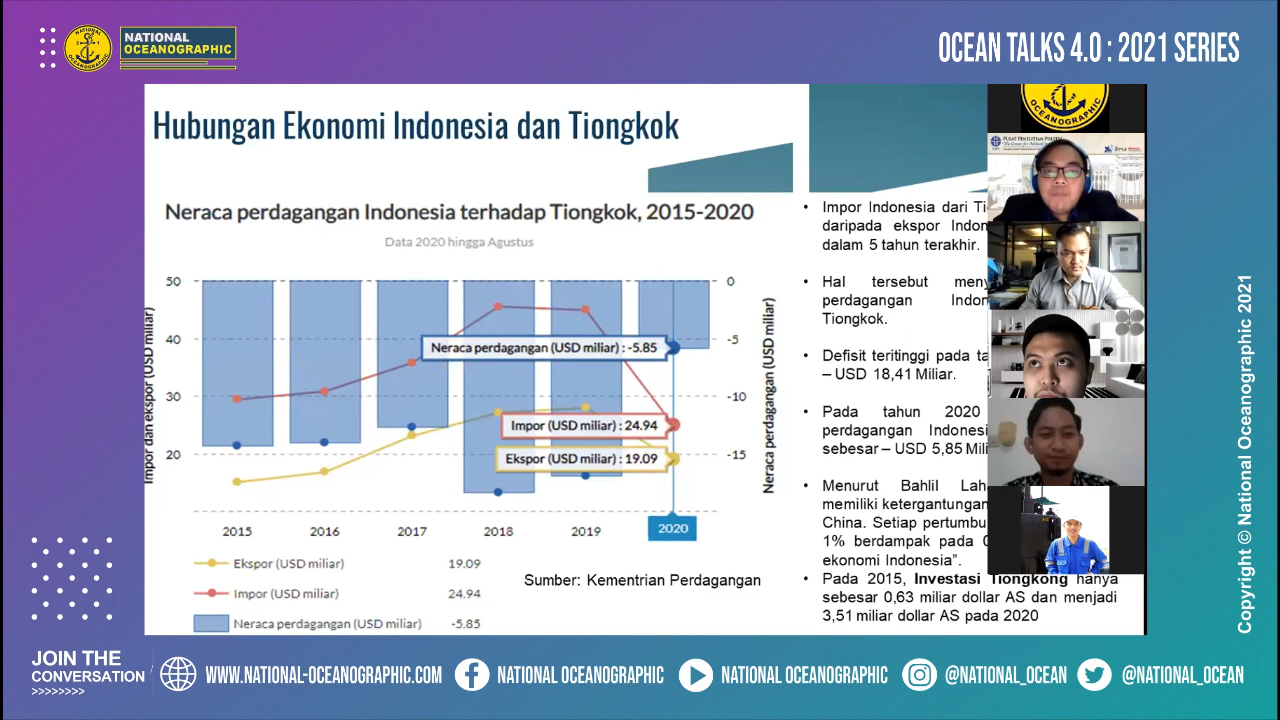 NATIONAL
OCEANOGRAPHIC
OCEAN TALKS 4.0 : 2021 SERIES
Hubungan Ekonomi Indonesia dan Tiongkok
Neraca perdagangan Indonesia terhadap Tiongkok, 2015-2020
Data 2020 hingga Agustus
Impor dan ekspor (USD miliar)
50
40
30
20
Neraca perdagangan (USD miliar) : -5.85
Impor (USD miliar) : 24.94
Ekspor (USD miliar) : 19.09
0
-5
-10
-15
Neraca perdagangan (USD miliar)
2015 2016 2017 2018 2019 2020
Ekspor (USD miliar) 19.09
Impor (USD miliar) 24.94
Neraca perdagangan (USD miliar) -5.85
Sumber: Kementrian Perdagangan
• Impor Indonesia dari Ti
daripada ekspor Indon
dalam 5 tahun terakhir.
• Hal tersebut meny
perdagangan Indon
Tiongkok.
• Defisit teritinggi pada ta
– USD 18,41 Miliar.
• Pada tahun 2020
perdagangan Indonesi
sebesar – USD 5,85 Mili
• Menurut Bahlil Lah
memiliki ketergantungan
China. Setiap pertumbu
1% berdampak pada 0
ekonomi Indonesia”.
• Pada 2015, Investasi Tiongkong hanya
sebesar 0,63 miliar dollar AS dan menjadi
3,51 miliar dollar AS pada 2020
OCEANOGRAPHIC
PUSAT PENELITIAN POLITIK
Copyright © National Oceanographic 2021
JOIN THE
CONVERSATION
>>>>>>>>
WWW.NATIONAL-OCEANOGRAPHIC.COM
NATIONAL OCEANOGRAPHIC
NATIONAL OCEANOGRAPHIC
@NATIONAL_OCEAN
@NATIONAL_OCEAN